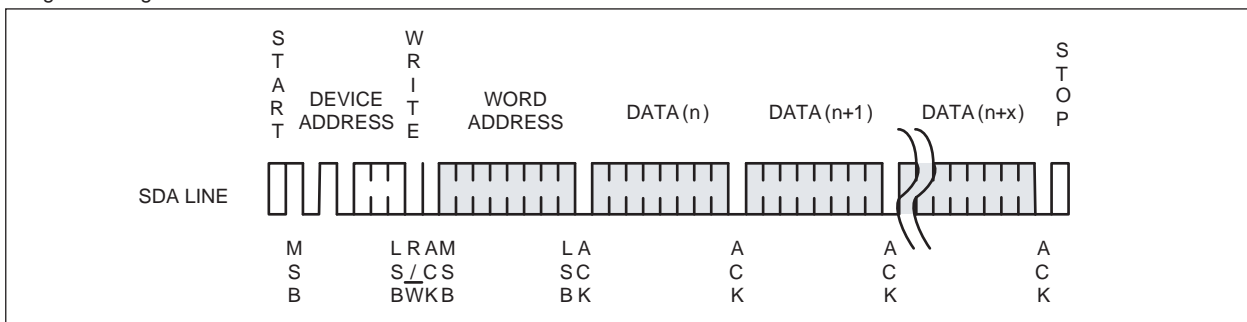 START
WRITE
STOP
DEVICE
ADDRESS
WORD
ADDRESS
DATA (n)
DATA (n+1)
DATA (n+x)
SDA LINE
MSB
LSB
R/W
ACK
MSB
LSB
ACK
ACK
ACK
ACK